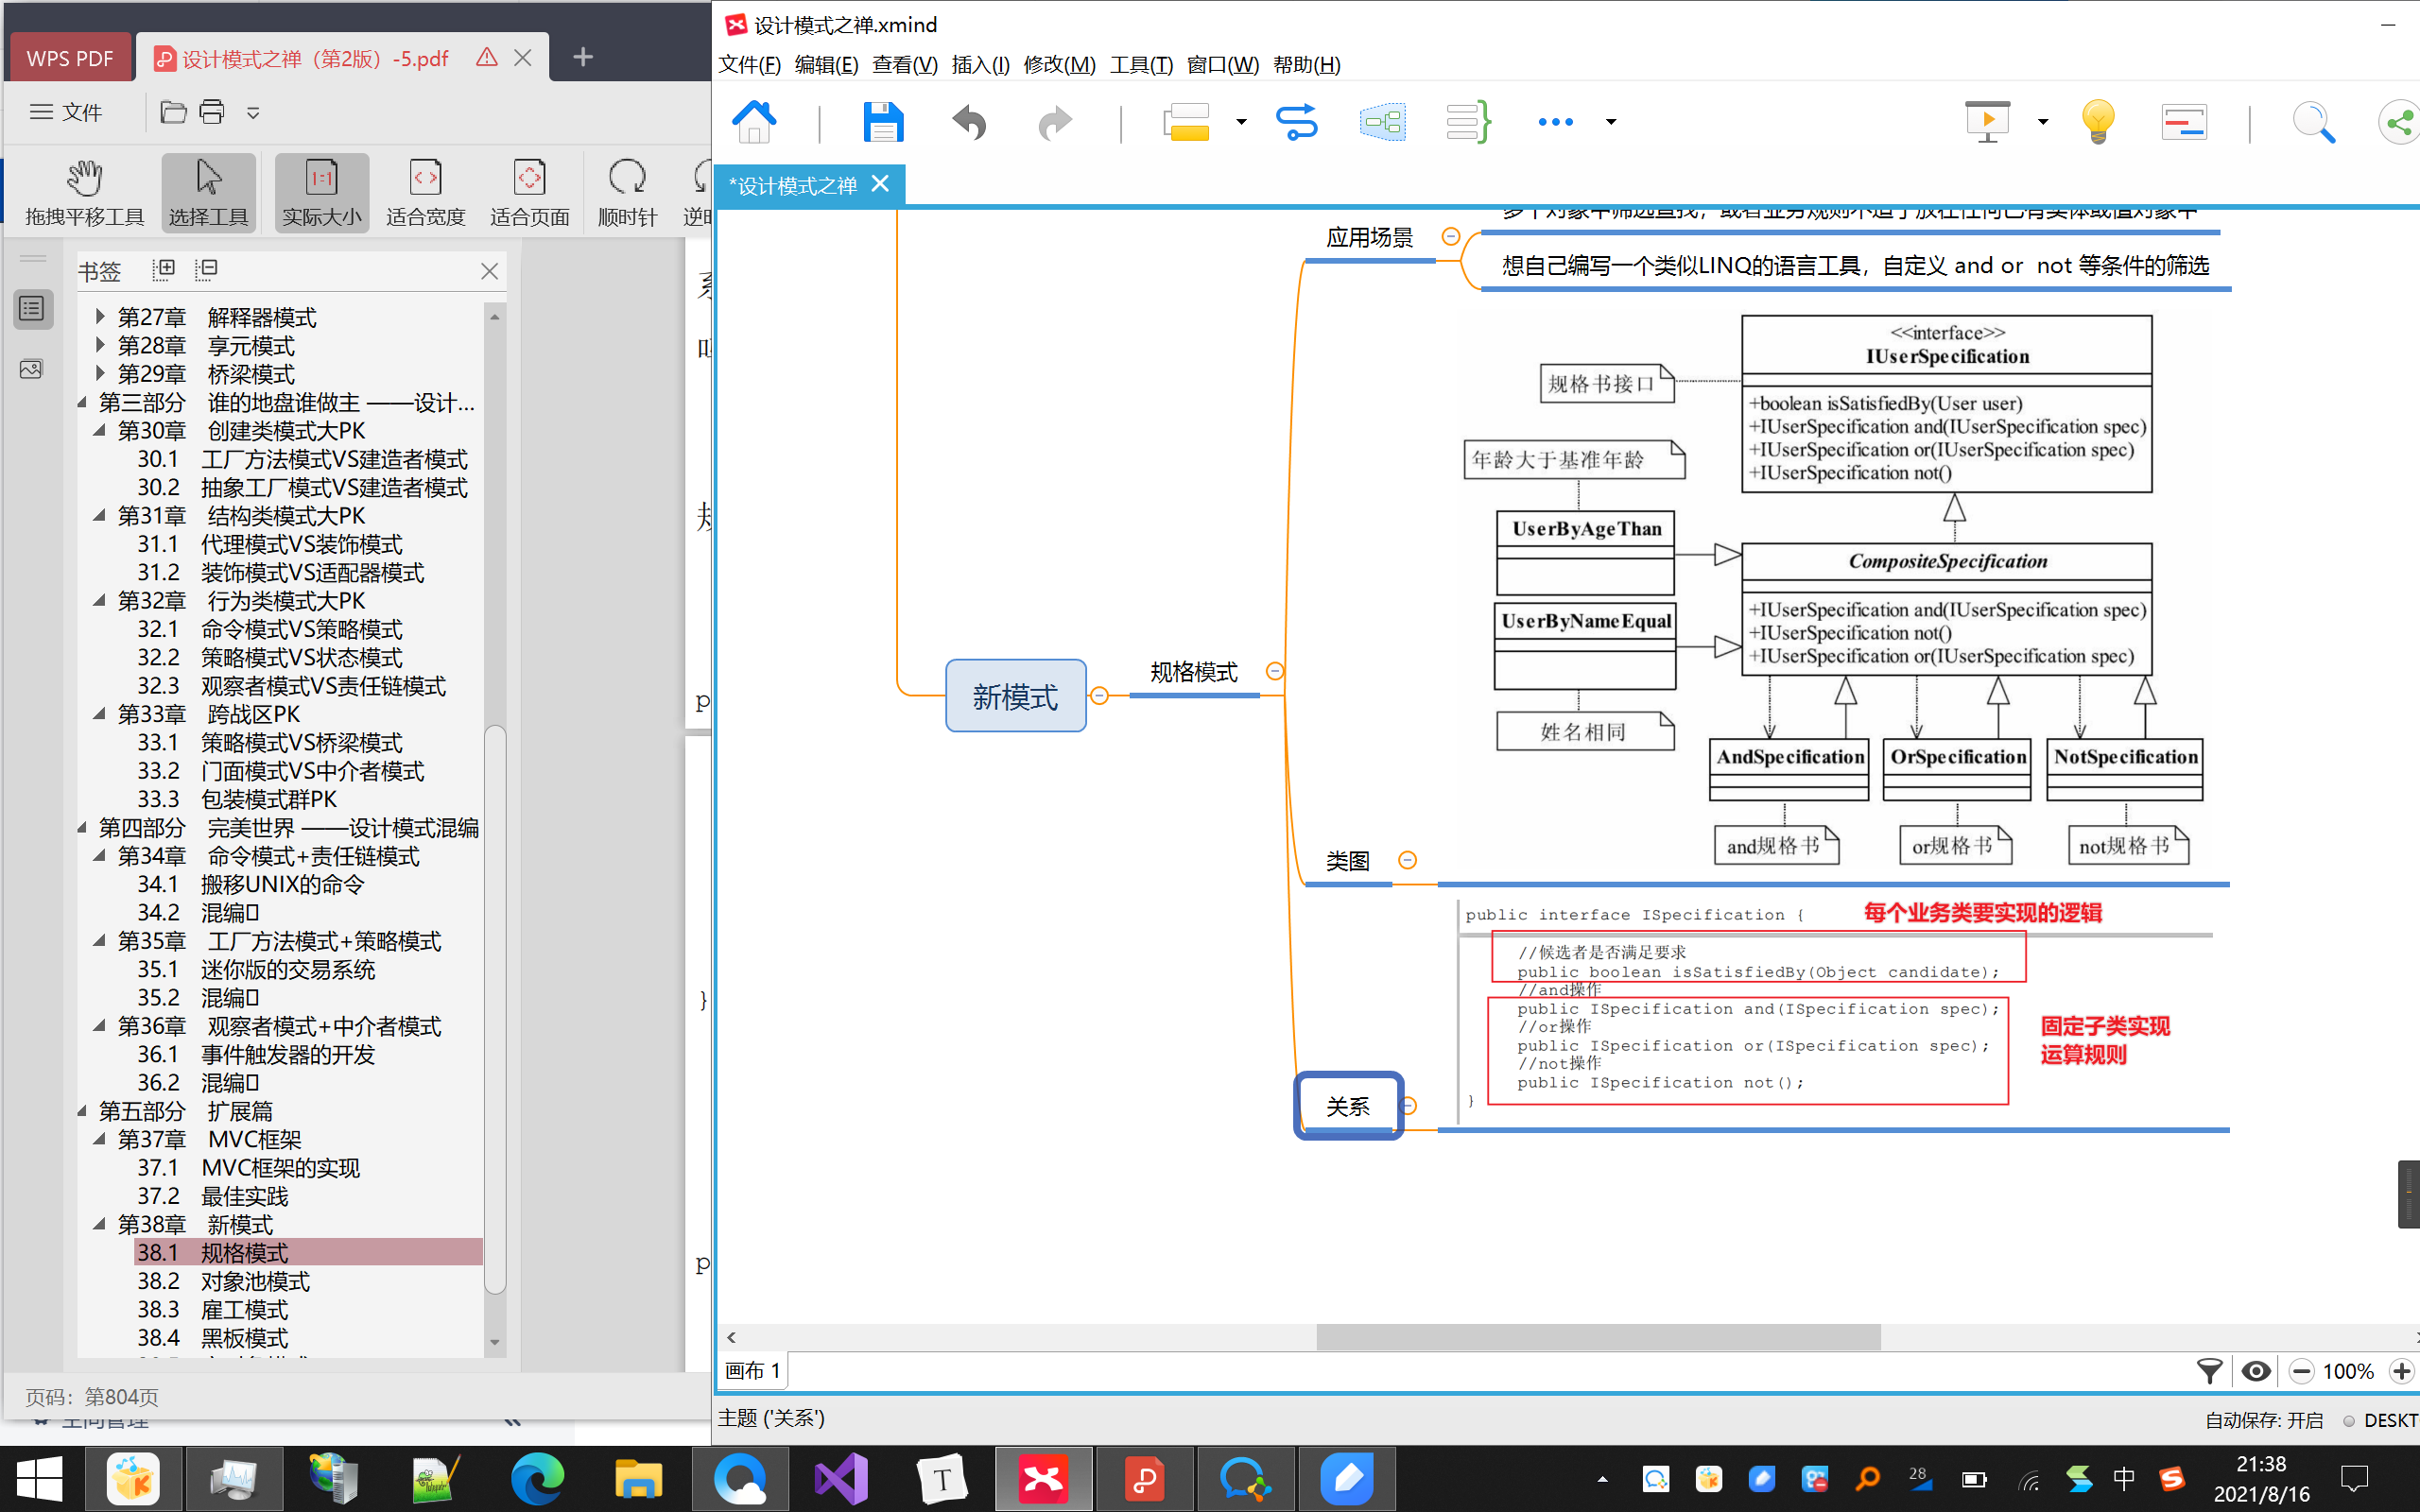 WPS PDF
设计模式之禅（第2版）-5.pdf
文件
拖拽平移工具
选择工具
实际大小
适合宽度
适合页面
顺时针
书签
第27章 解释器模式
第28章 享元模式
第29章 桥梁模式
第三部分 谁的地盘谁做主 ——设计...
第30章 创建类模式大PK
30.1 工厂方法模式VS建造者模式
30.2 抽象工厂模式VS建造者模式
第31章 结构类模式大PK
31.1 代理模式VS装饰模式
31.2 装饰模式VS适配器模式
第32章 行为类模式大PK
32.1 命令模式VS策略模式
32.2 策略模式VS状态模式
32.3 观察者模式VS责任链模式
第33章 跨战区PK
33.1 策略模式VS桥梁模式
33.2 门面模式VS中介者模式
33.3 包装模式群PK
第四部分 完美世界 ——设计模式混编
第34章 命令模式+责任链模式
34.1 搬移UNIX的命令
34.2 混编
第35章 工厂方法模式+策略模式
35.1 迷你版的交易系统
35.2 混编
第36章 观察者模式+中介者模式
36.1 事件触发器的开发
36.2 混编
第五部分 扩展篇
第37章 MVC框架
37.1 MVC框架的实现
37.2 最佳实践
第38章 新模式
38.1 规格模式
38.2 对象池模式
38.3 雇工模式
38.4 黑板模式
页码：第804页
p
}
p
设计模式之禅.xmind
文件(F) 编辑(E) 查看(V) 插入(I) 修改(M) 工具(T) 窗口(W) 帮助(H)
*设计模式之禅
多个对象中筛选查找，或者业务规则不适于放在任何已有实体或值对象中
应用场景
想自己编写一个类似LINQ的语言工具，自定义 and or not 等条件的筛选
<<interface>>
IUserSpecification
规格书接口
+boolean isSatisfiedBy(User user)
+IUserSpecification and(IUserSpecification spec)
+IUserSpecification or(IUserSpecification spec)
+IUserSpecification not()
年龄大于基准年龄
UserByAgeThan
CompositeSpecification
+IUserSpecification and(IUserSpecification spec)
+IUserSpecification not()
+IUserSpecification or(IUserSpecification spec)
UserByNameEqual
姓名相同
AndSpecification
OrSpecification
NotSpecification
and规格书
or规格书
not规格书
新模式
规格模式
类图
public interface ISpecification {
每个业务类要实现的逻辑
//候选者是否满足要求
public boolean isSatisfiedBy(Object candidate);
//and操作
public ISpecification and(ISpecification spec);
//or操作
public ISpecification or(ISpecification spec);
//not操作
public ISpecification not();
}
固定子类实现
运算规则
关系
画布 1
100%
主题 ('关系')
自动保存: 开启
DESKT
28
中
21:38
2021/8/16